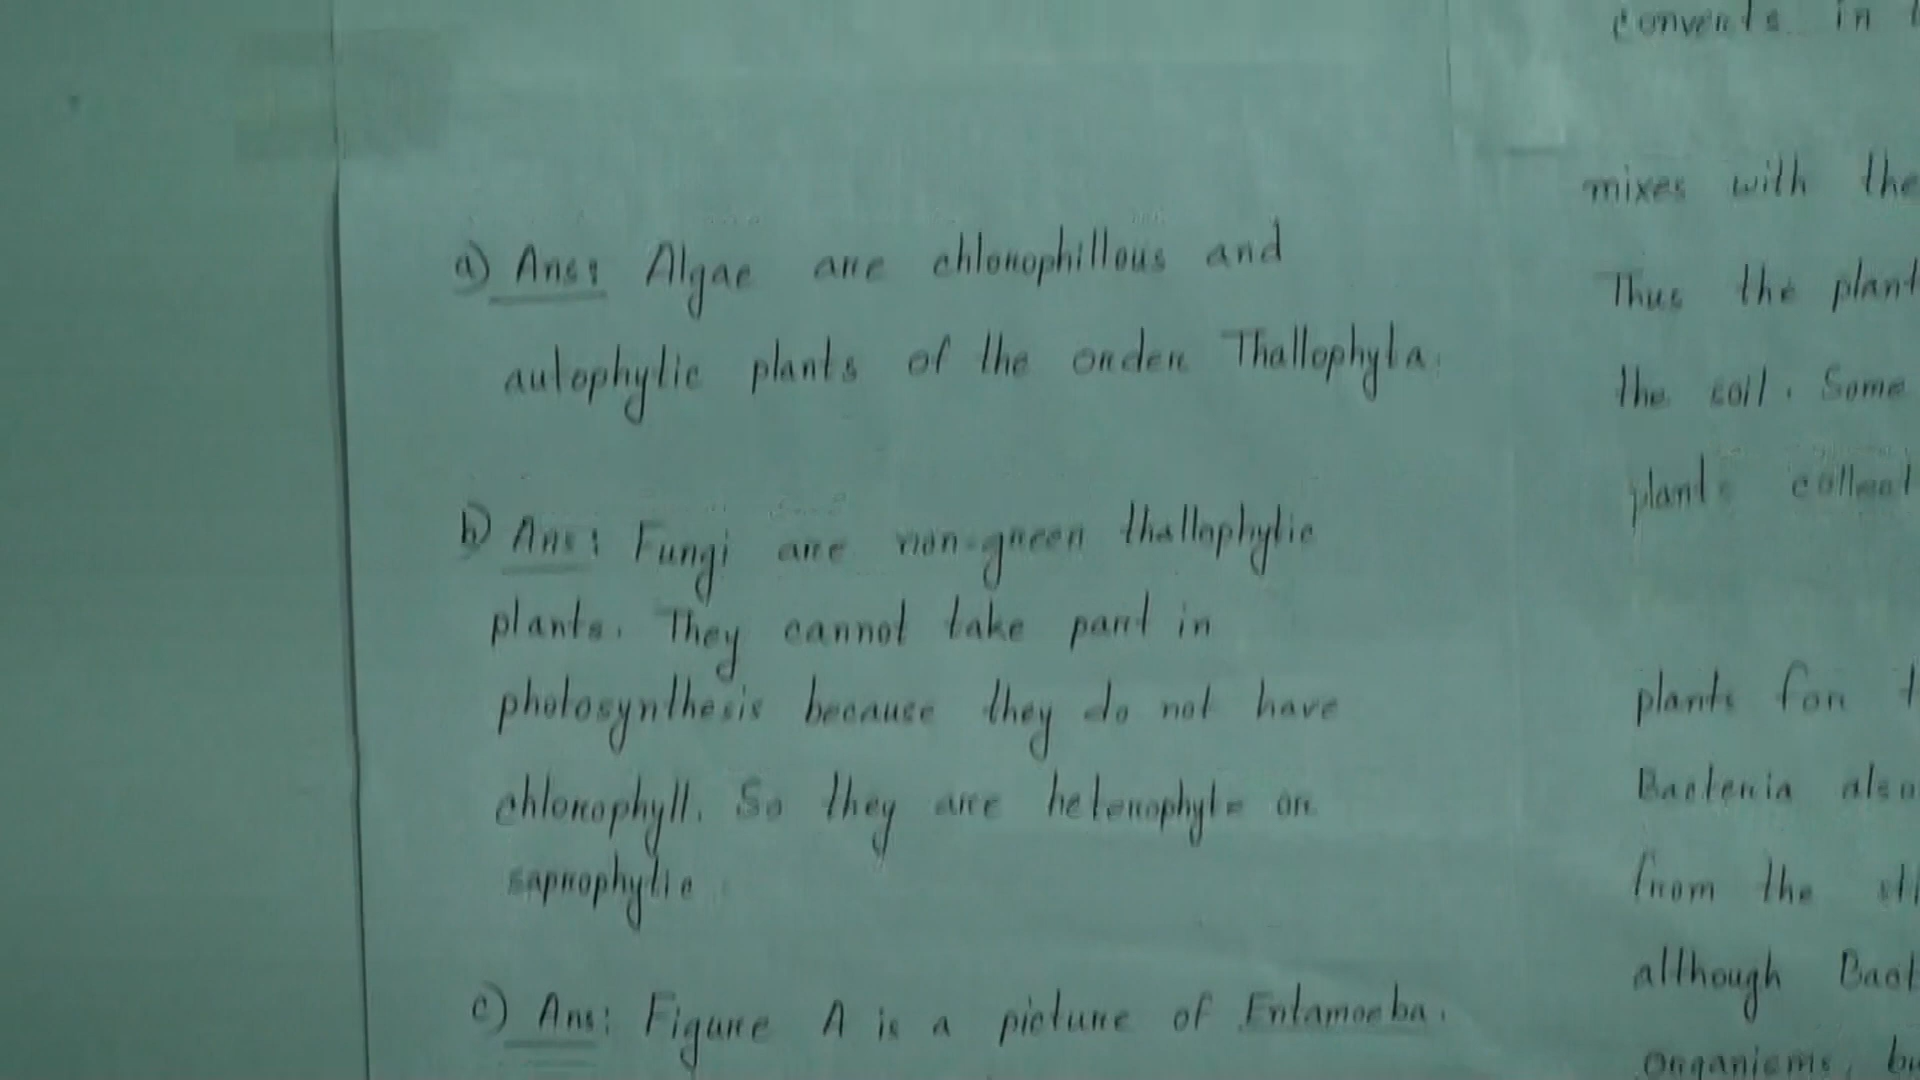 a) Ans: Algae are chlorophillous and
autophytic plants of the order Thallophyta.
b) Ans: Fungi are non-green thallophytic
plants. They cannot take part in
photosynthesis because they do not have
chlorophyll. So they are heterophyte or
saprophytic.
c) Ans: Figure A is a picture of Entamoeba.
converts in
mixes with the
Thus the plant
the soil. Some
plants collect
plants for
Bacteria also
from the
although
organisms,